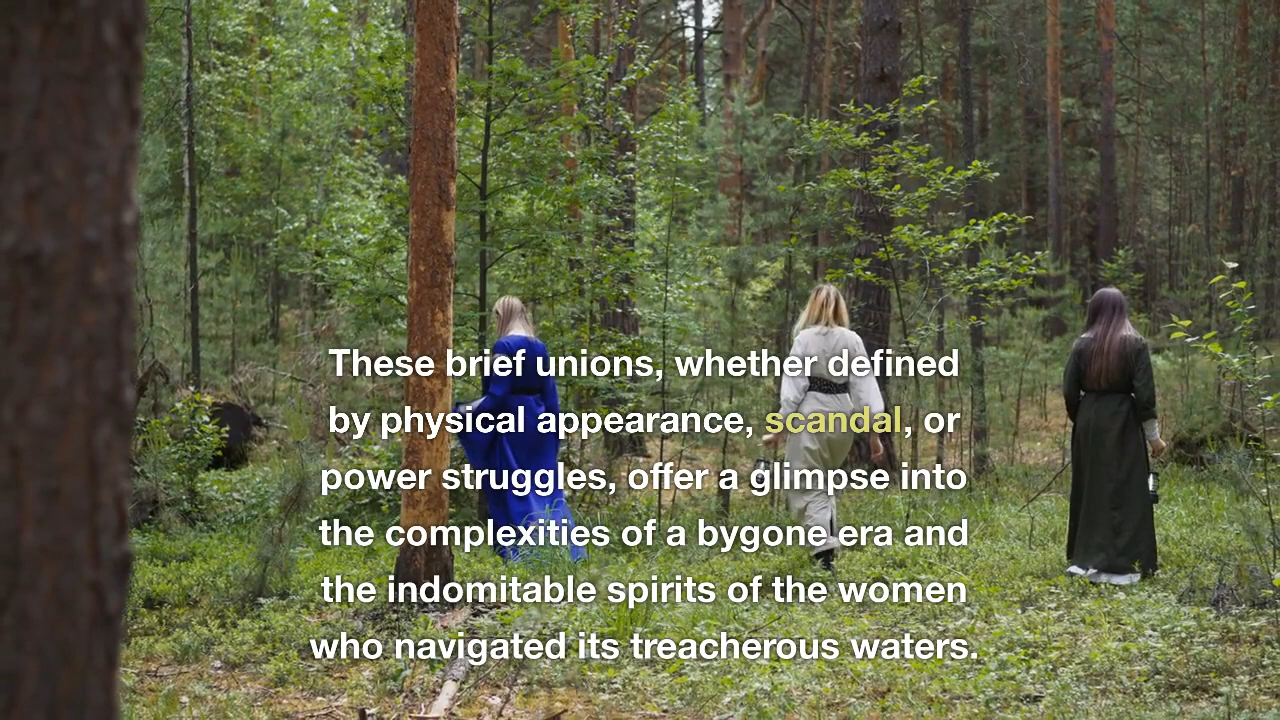 These brief unions, whether defined
by physical appearance, scandal, or
power struggles, offer a glimpse into
the complexities of a bygone era and
the indomitable spirits of the women
who navigated its treacherous waters.